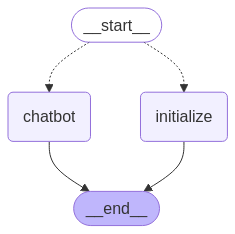 __start__
chatbot
initialize
__end__